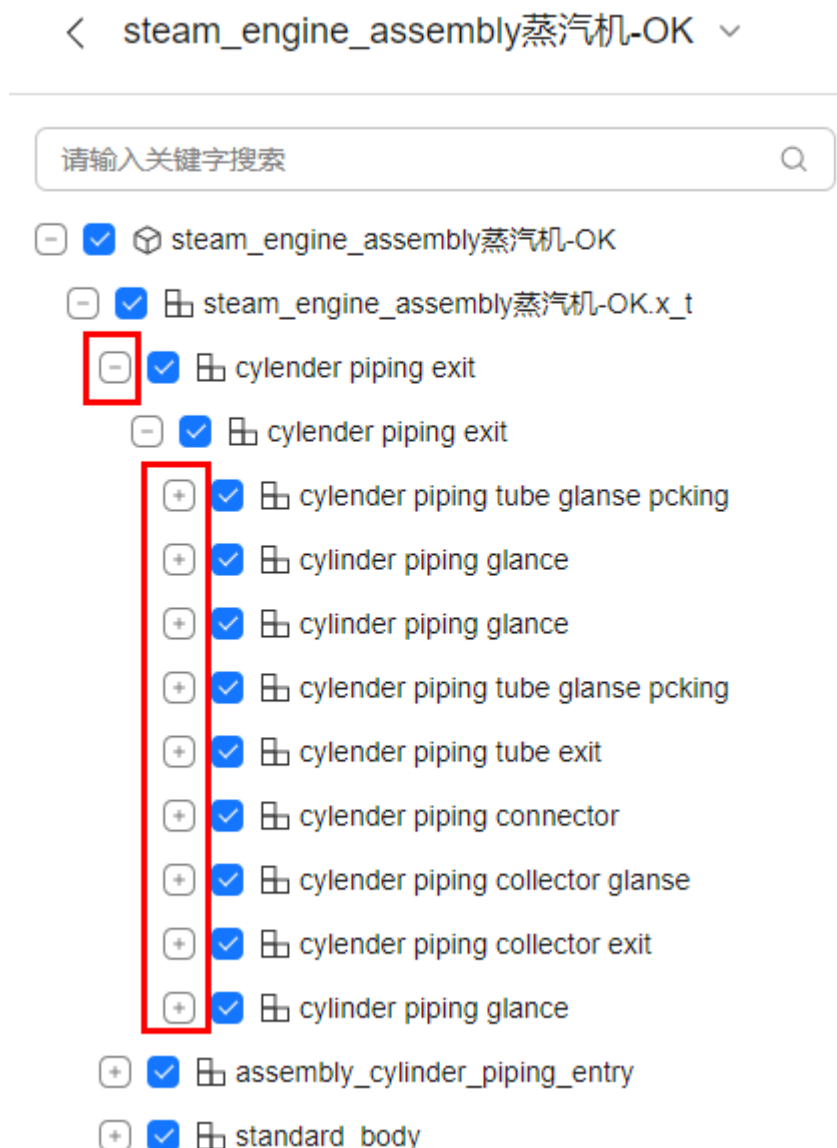 steam_engine_assembly蒸汽机-OK
请输入关键字搜索
steam_engine_assembly蒸汽机-OK
steam_engine_assembly蒸汽机-OK.x_t
cylender piping exit
cylender piping exit
cylender piping tube glanse pcking
cylinder piping glance
cylinder piping glance
cylender piping tube glanse pcking
cylender piping tube exit
cylender piping connector
cylender piping collector glanse
cylender piping collector exit
cylinder piping glance
assembly_cylinder_piping_entry
standard_body